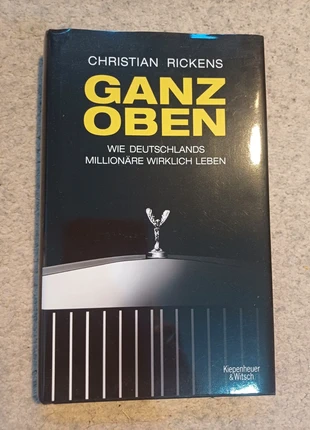 CHRISTIAN RICKENS
GANZ
OBEN
WIE DEUTSCHLANDS
MILLIONÄRE WIRKLICH LEBEN
Kiepenheuer
&Witsch